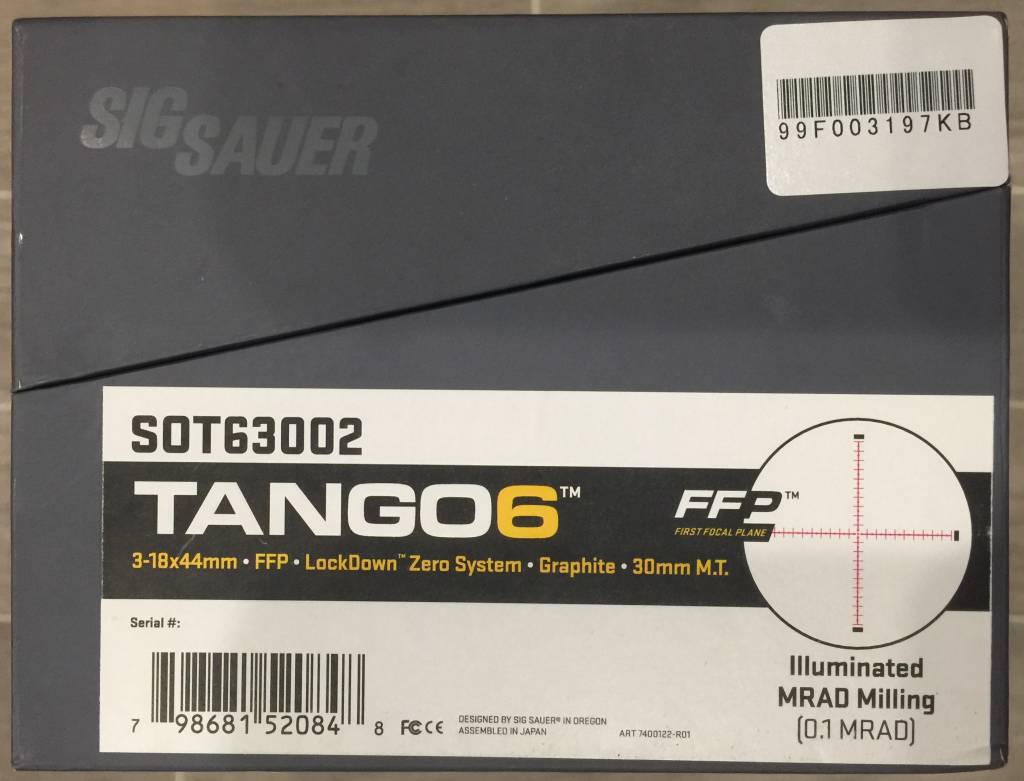 SIG SAUER
99F003197KB
SOT63002
TANGO6™
FFP™
FIRST FOCAL PLANE
3-18x44mm • FFP • LockDown™ Zero System • Graphite • 30mm M.T.
Serial #:
Illuminated
MRAD Milling
(0.1 MRAD)
7 98681 52084 8
FC CE
DESIGNED BY SIG SAUER® IN OREGON
ASSEMBLED IN JAPAN
ART 7400122-R01